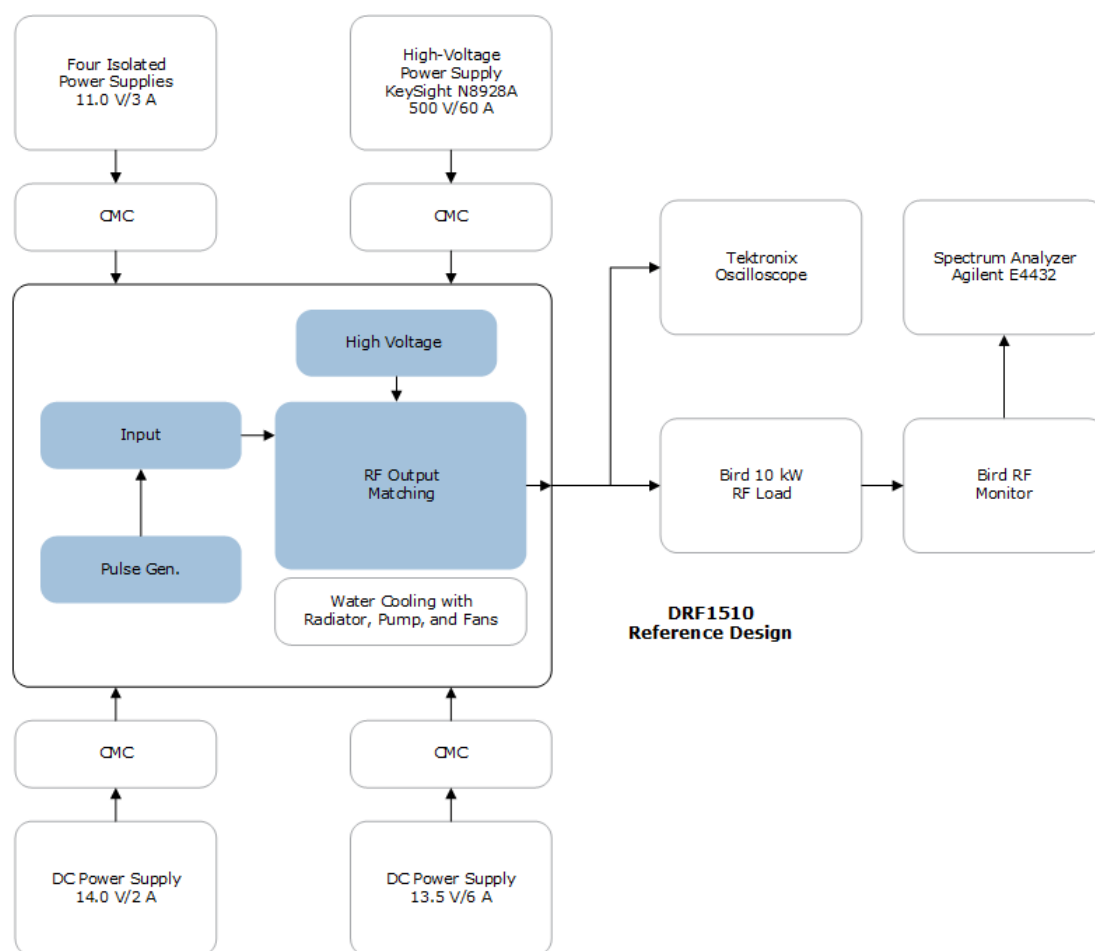 Four Isolated
Power Supplies
11.0 V/3 A
High-Voltage
Power Supply
KeySight N8928A
500 V/60 A
CMC
CMC
Tektronix
Oscilloscope
Spectrum Analyzer
Agilent E4432
High Voltage
Input
RF Output
Matching
Bird 10 kW
RF Load
Bird RF
Monitor
Pulse Gen.
Water Cooling with
Radiator, Pump, and Fans
DRF1510
Reference Design
CMC
CMC
DC Power Supply
14.0 V/2 A
DC Power Supply
13.5 V/6 A